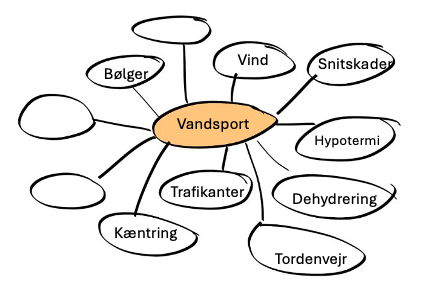 Vind
Bølger
Snitskader
Vandsport
Hypotermi
Trafikanter
Dehydrering
Kæntring
Tordenvejr